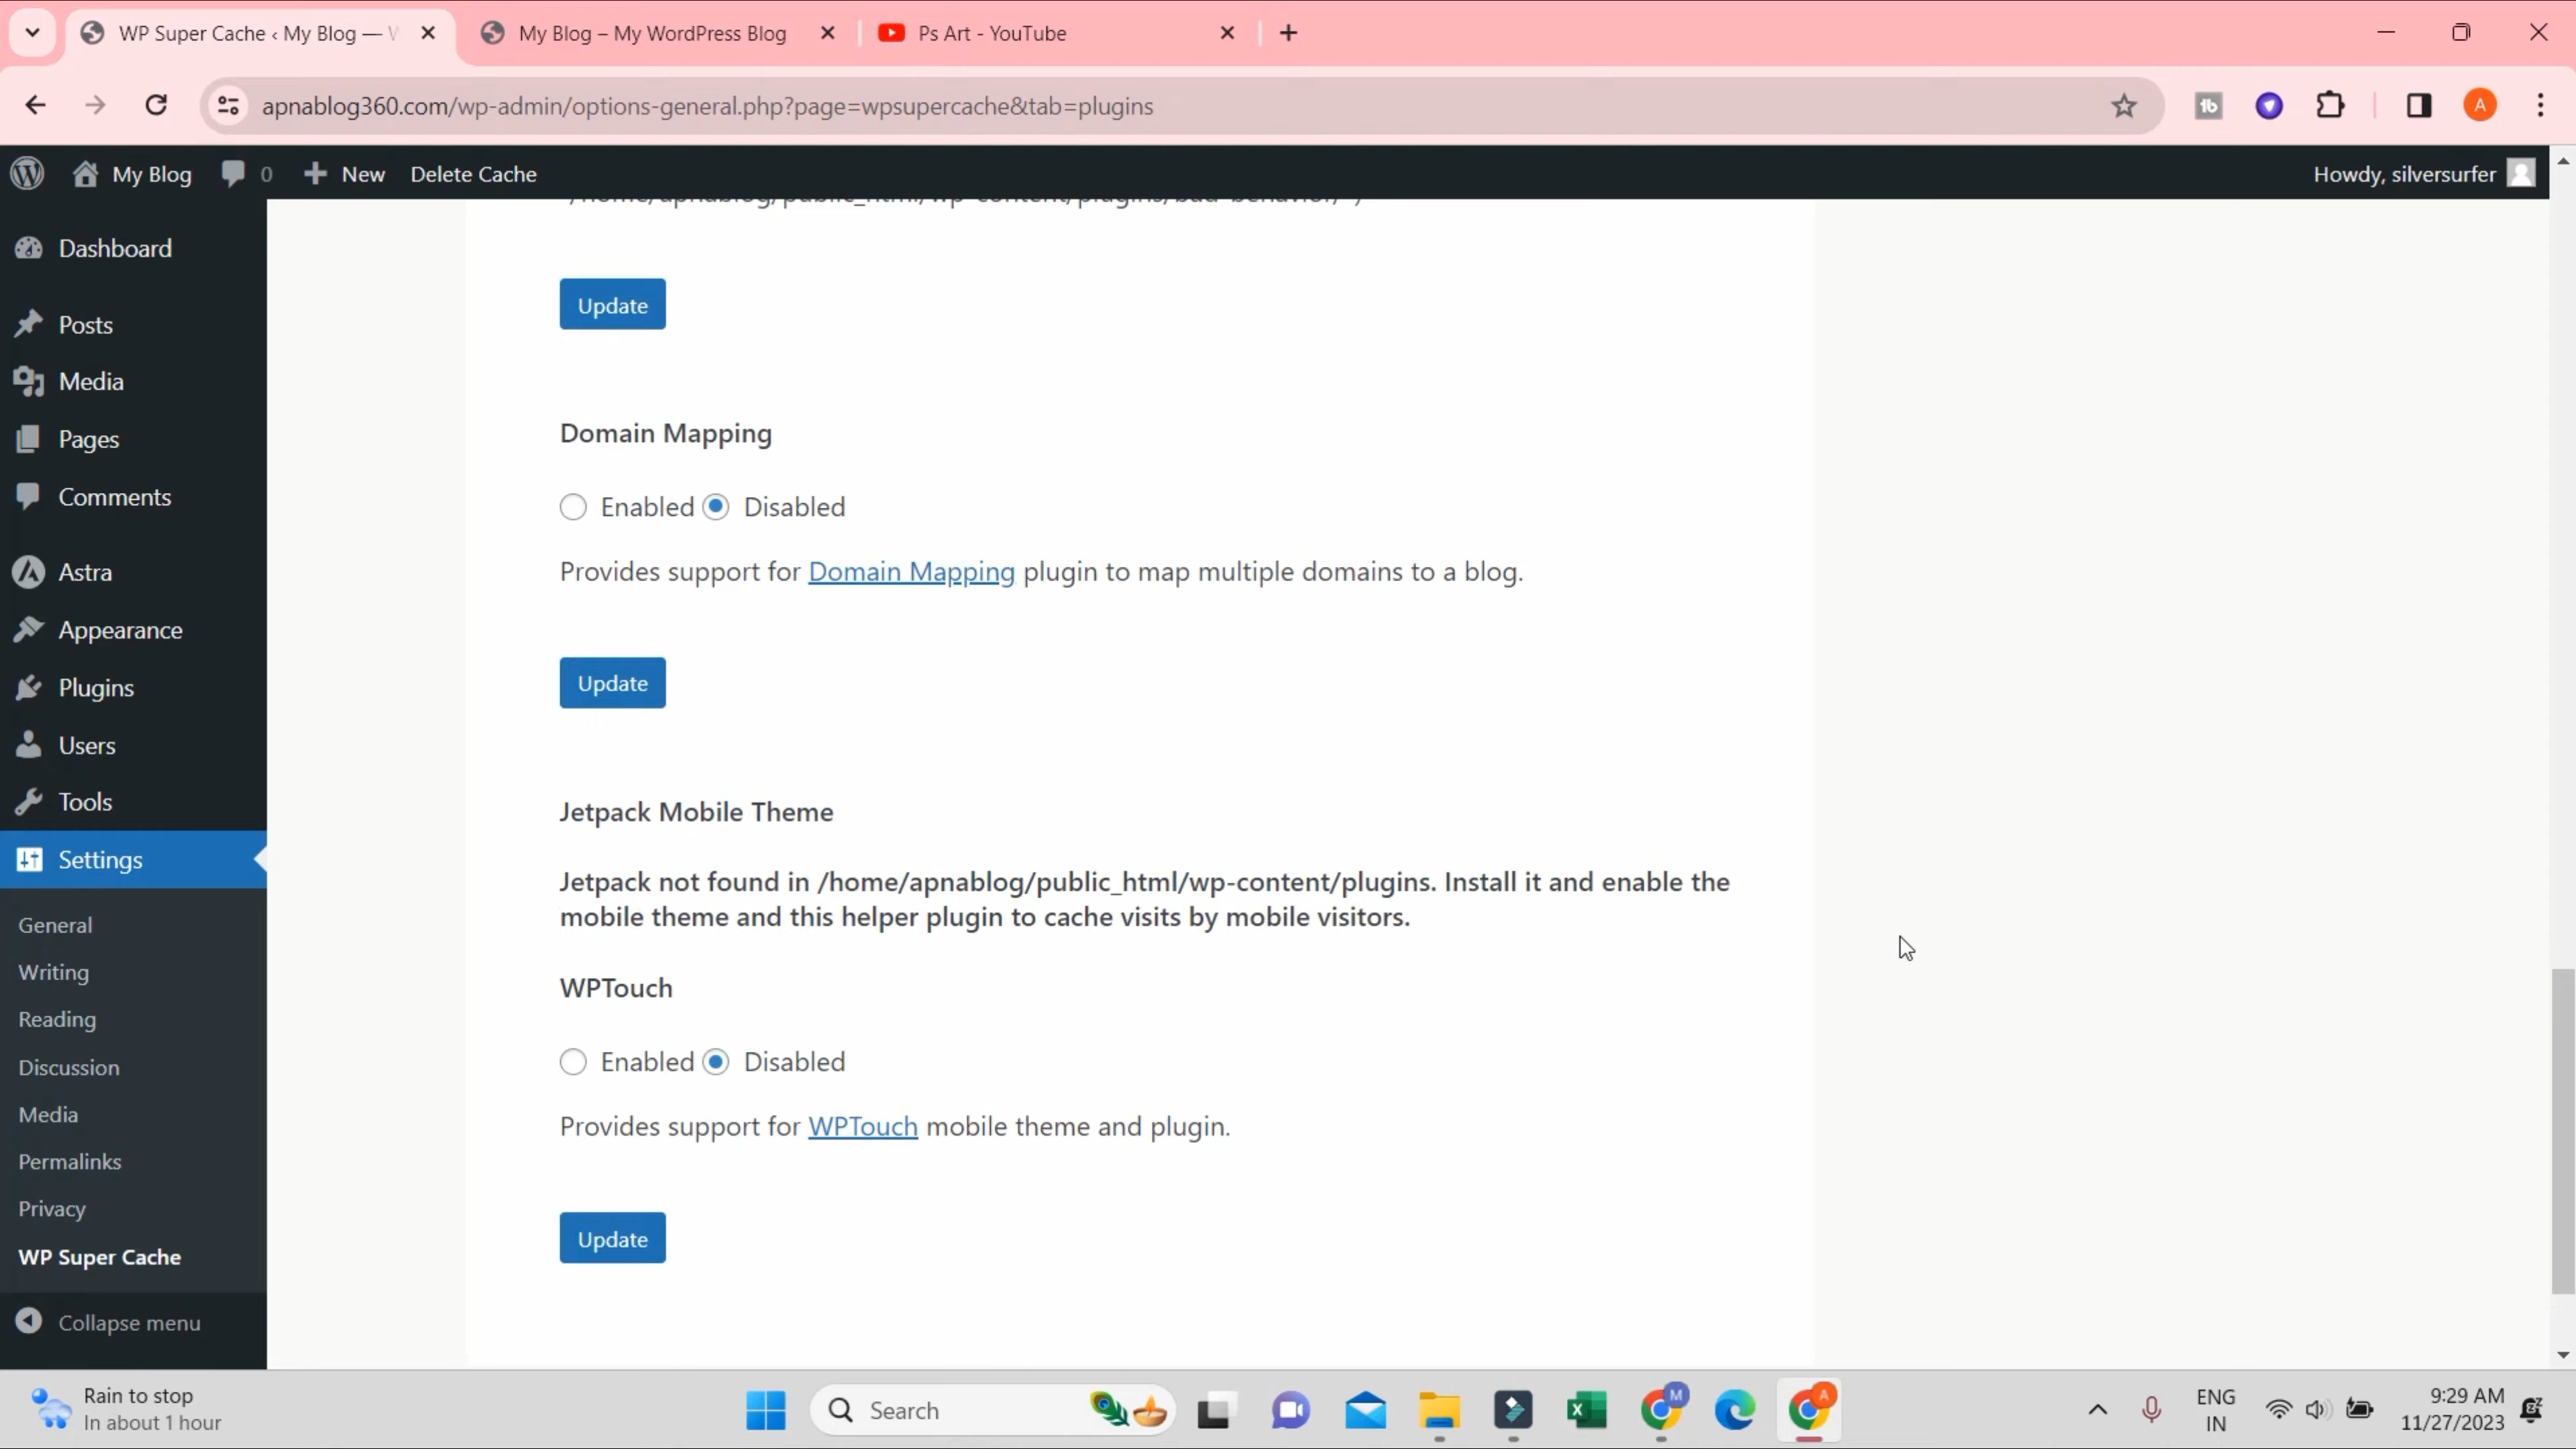 WP Super Cache ‹ My Blog — W
My Blog – My WordPress Blog
Ps Art - YouTube
apnablog360.com/wp-admin/options-general.php?page=wpsupercache&tab=plugins
A
My Blog
0
New
Delete Cache
Howdy, silversurfer
Dashboard
Posts
Media
Pages
Comments
Astra
Appearance
Plugins
Users
Tools
Settings
General
Writing
Reading
Discussion
Media
Permalinks
Privacy
WP Super Cache
Collapse menu
Update
Domain Mapping
Enabled Disabled
Provides support for Domain Mapping plugin to map multiple domains to a blog.
Update
Jetpack Mobile Theme
Jetpack not found in /home/apnablog/public_html/wp-content/plugins. Install it and enable the
mobile theme and this helper plugin to cache visits by mobile visitors.
WPTouch
Enabled Disabled
Provides support for WPTouch mobile theme and plugin.
Update
Rain to stop
In about 1 hour
Search
M
A
ENG
IN
9:29 AM
11/27/2023